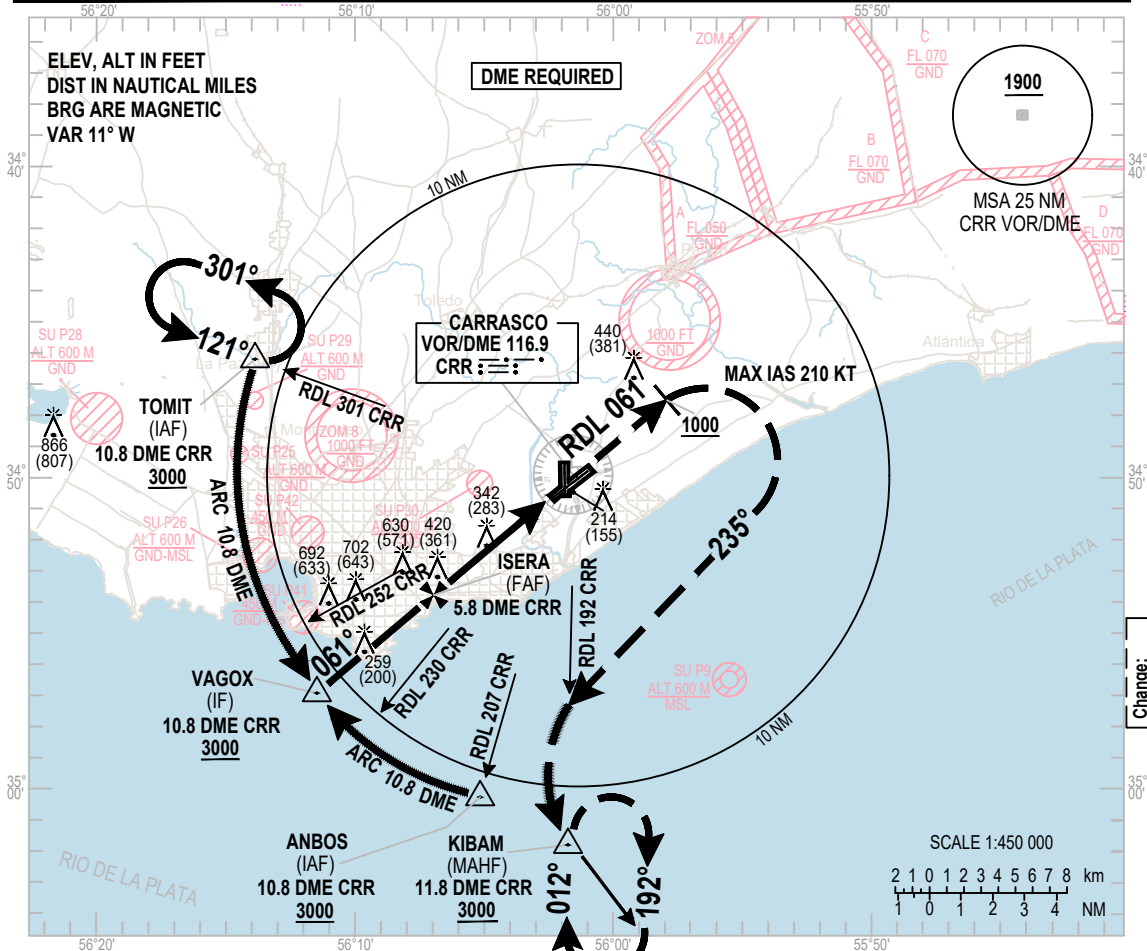 56°20'
56°10'
56°00'
55°50'
ELEV, ALT IN FEET
DIST IN NAUTICAL MILES
BRG ARE MAGNETIC
VAR 11° W
DME REQUIRED
ZOM 5
C
FL 070
GND
1900
MSA 25 NM
CRR VOR/DME
34°
40'
34°
40'
10 NM
B
FL 070
GND
A
FL 050
GND
D
FL 070
GND
301°
121°
Toledo
CARRASCO
VOR/DME 116.9
CRR
440
(381)
1000 FT
GND
Atlántida
SU P28
ALT 600 M
GND
SU P29
ALT 600 M
GND
La Pa
RDL 301 CRR
MAX IAS 210 KT
RDL 061°
1000
TOMIT
(IAF)
10.8 DME CRR
3000
866
(807)
ZOM 8
1000 FT
GND
SU P25
ALT 600 M
GND
34°
50'
34°
50'
ARC 10.8 DME
SU P42
450 M
SU P30
342
(283)
214
(155)
SU P26
ALT 600 M
GND-MSL
630
(571)
420
(361)
692
(633)
702
(643)
ISERA
(FAF)
5.8 DME CRR
235°
RDL 252 CRR
RDL 192 CRR
SU P41
RIO DE LA PLATA
061°
259
(200)
RDL 230 CRR
RDL 207 CRR
SU P9
ALT 600 M
MSL
Change:
VAGOX
(IF)
10.8 DME CRR
3000
10 NM
ARC 10.8 DME
35°
00'
35°
00'
ANBOS
(IAF)
10.8 DME CRR
3000
KIBAM
(MAHF)
11.8 DME CRR
3000
012°
192°
RIO DE LA PLATA
SCALE 1:450 000
2 1 0 1 2 3 4 5 6 7 8 km
1 0 1 2 3 4 NM
56°20'
56°10'
56°00'
55°50'